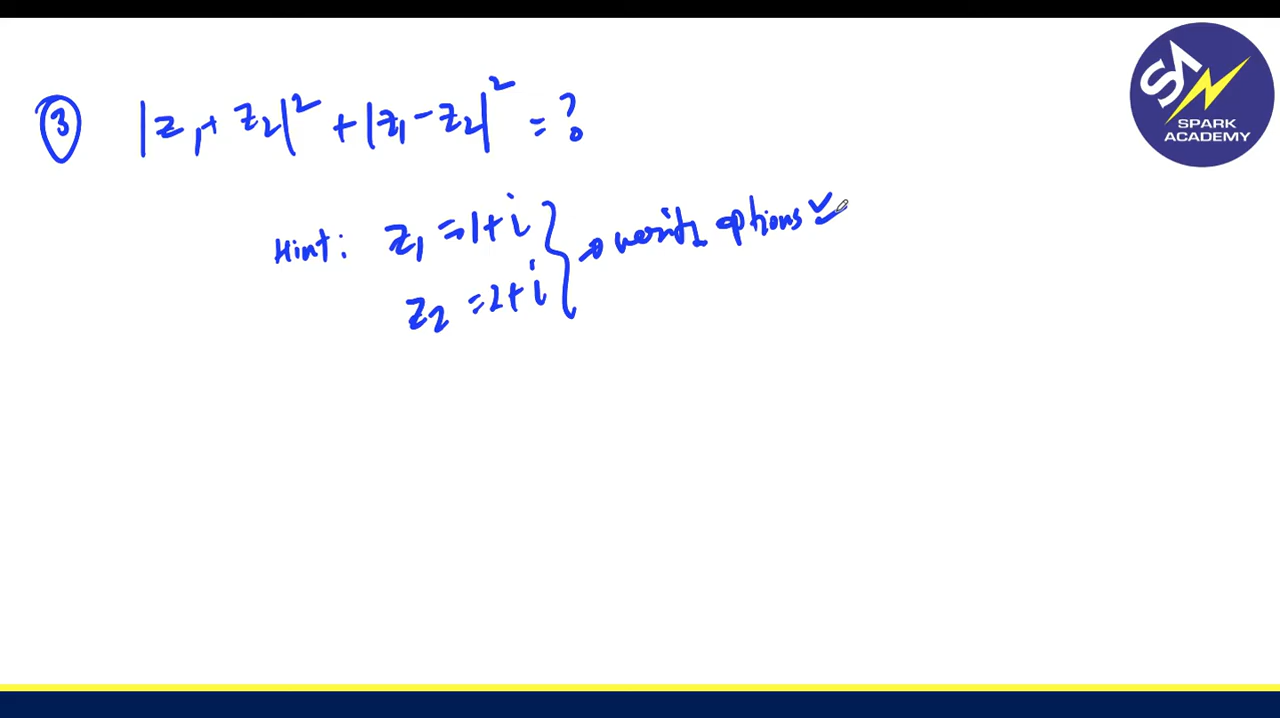 ③ |z₁+z₂|²+|z₁-z₂|² = ?
Hint: z₁ = 1+i
z₂ = 2+i
→ verify options
SPARK
ACADEMY